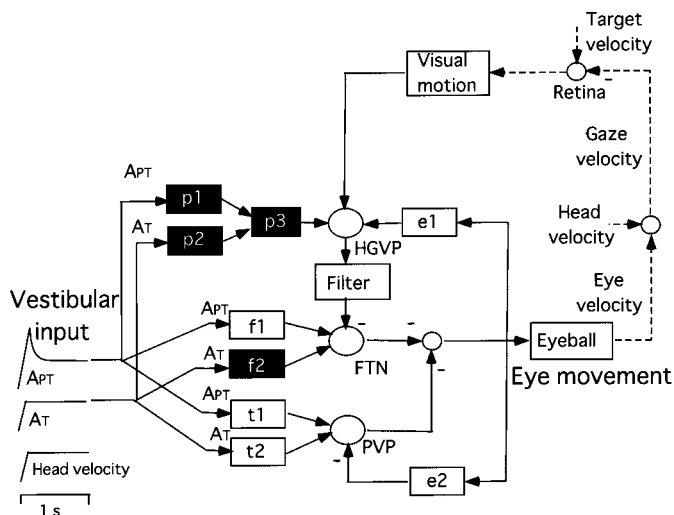 Target
velocity
Visual
motion
Retina
-
Gaze
velocity
APT
p1
p3
AT
p2
e1
Head
velocity
HGVP
Filter
Eye
velocity
Vestibular
input
APT
f1
-
-
AT
f2
FTN
Eyeball
Eye movement
APT
APT
t1
-
AT
AT
t2
PVP
-
e2
Head velocity
1 s